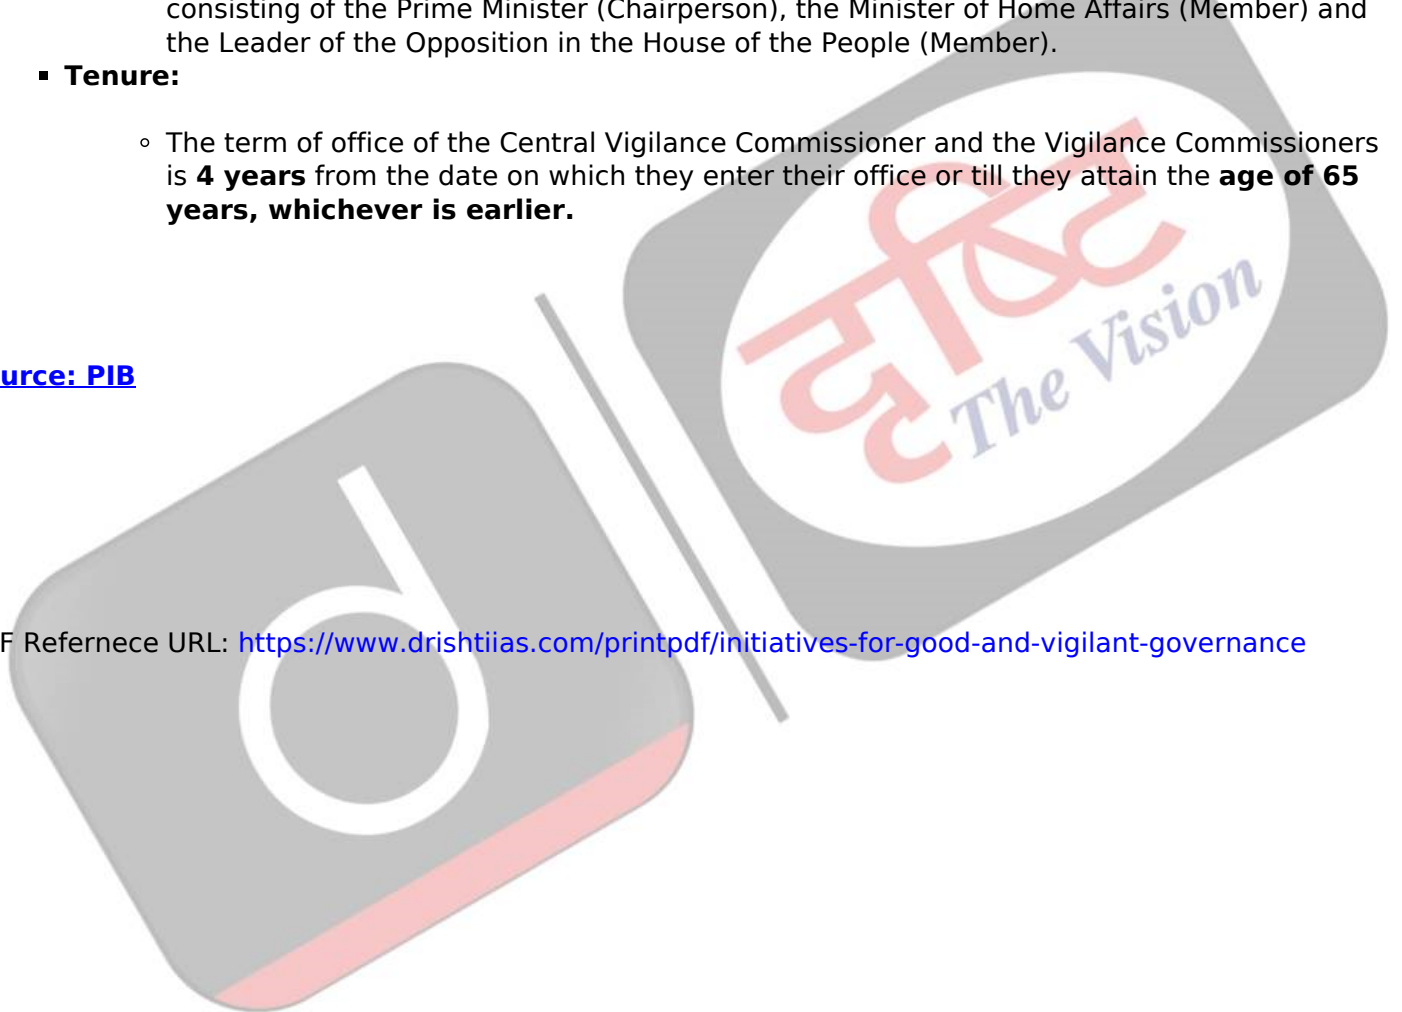 consisting of the Prime Minister (Chairperson), the Minister of Home Affairs (Member) and
the Leader of the Opposition in the House of the People (Member).
▪ Tenure:
◦ The term of office of the Central Vigilance Commissioner and the Vigilance Commissioners
is 4 years from the date on which they enter their office or till they attain the age of 65
years, whichever is earlier.
दृष्टि
The Vision
urce: PIB
d
F Refernece URL: https://www.drishtiias.com/printpdf/initiatives-for-good-and-vigilant-governance